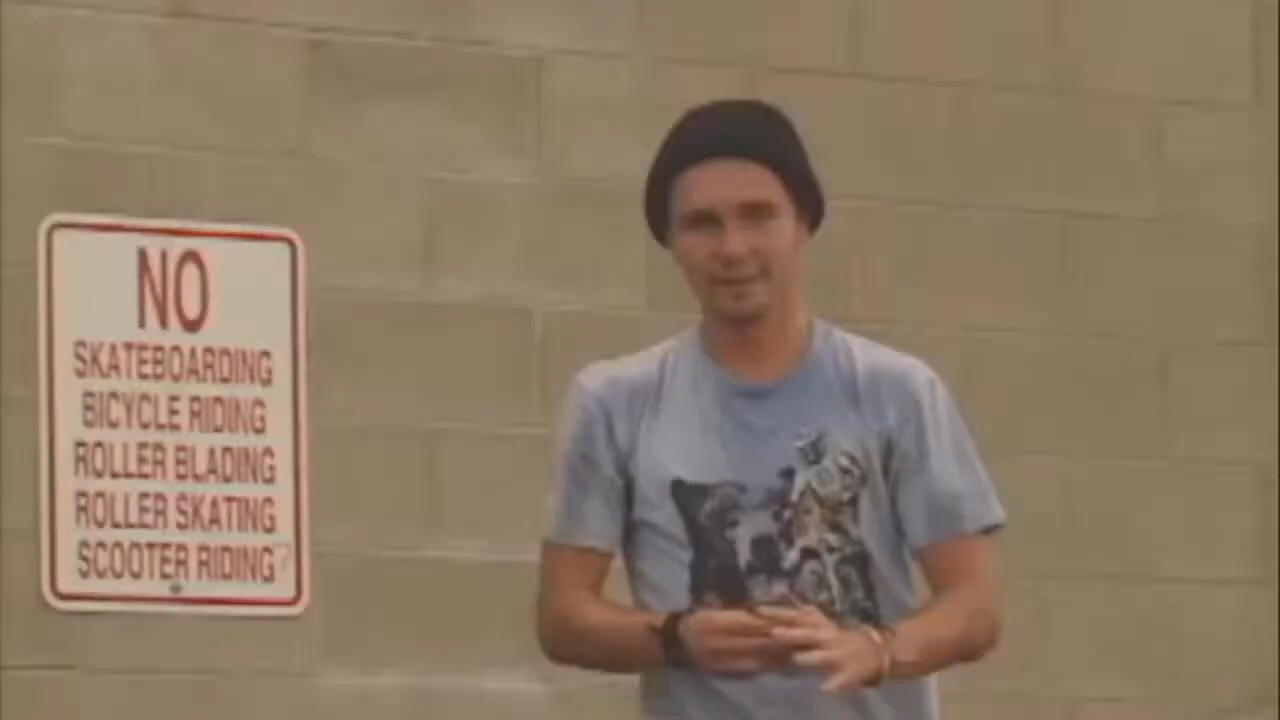 NO
SKATEBOARDING
BICYCLE RIDING
ROLLER BLADING
ROLLER SKATING
SCOOTER RIDING